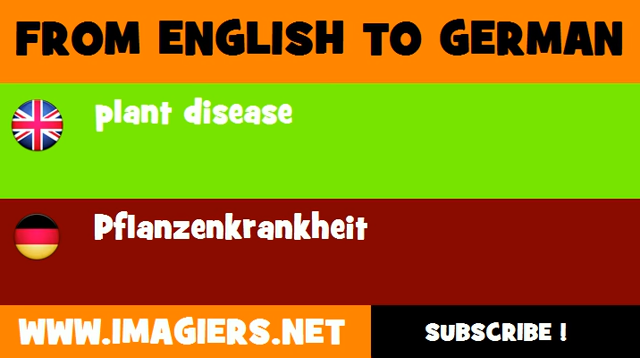 FROM ENGLISH TO GERMAN
plant disease
Pflanzenkrankheit
WWW.IMAGIERS.NET
SUBSCRIBE !